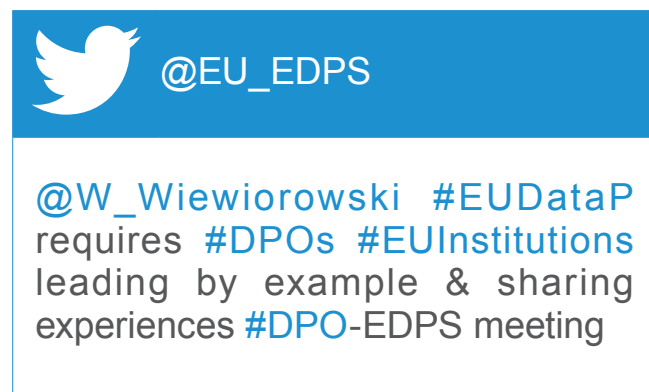 @EU_EDPS
@W_Wiewiorowski #EUDataP
requires #DPOs #EUInstitutions
leading by example & sharing
experiences #DPO-EDPS meeting